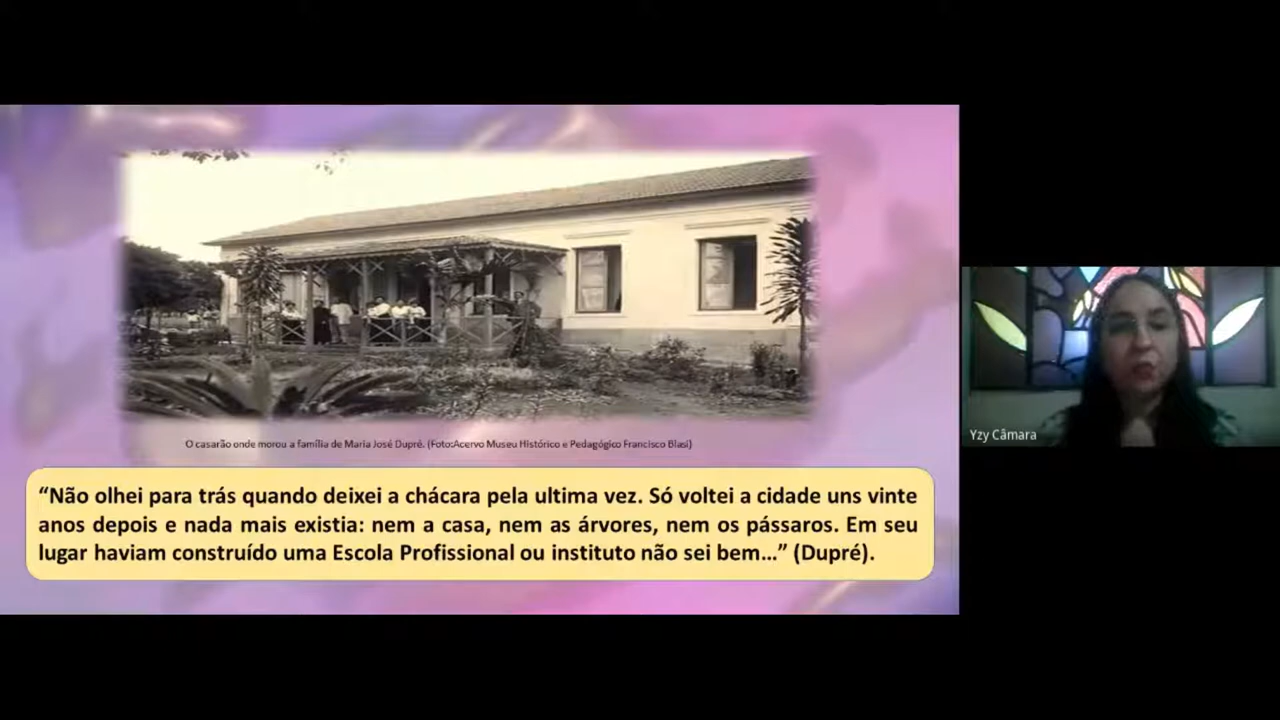 O casarão onde morou a família de Maria José Dupré. (Foto:Acervo Museu Histórico e Pedagógico Francisco Blasi)
“Não olhei para trás quando deixei a chácara pela ultima vez. Só voltei a cidade uns vinte
anos depois e nada mais existia: nem a casa, nem as árvores, nem os pássaros. Em seu
lugar haviam construído uma Escola Profissional ou instituto não sei bem...” (Dupré).
Yzy Câmara